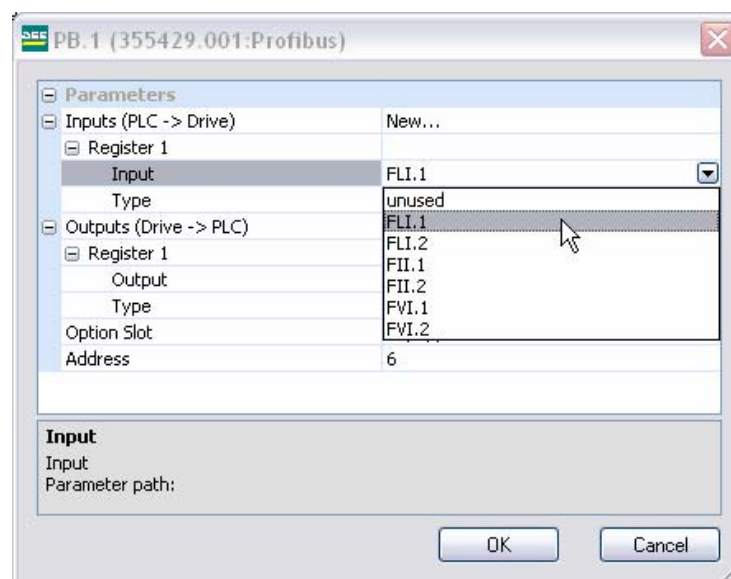 PB.1 (355429.001:Profibus)
Parameters
Inputs (PLC -> Drive) New...
Register 1
Input FLI.1
Type unused
FLI.1
Outputs (Drive -> PLC) FLI.2
Register 1 FII.1
Output FII.2
Type FVI.1
Option Slot FVI.2
Address 6
Input
Input
Parameter path:
OK Cancel